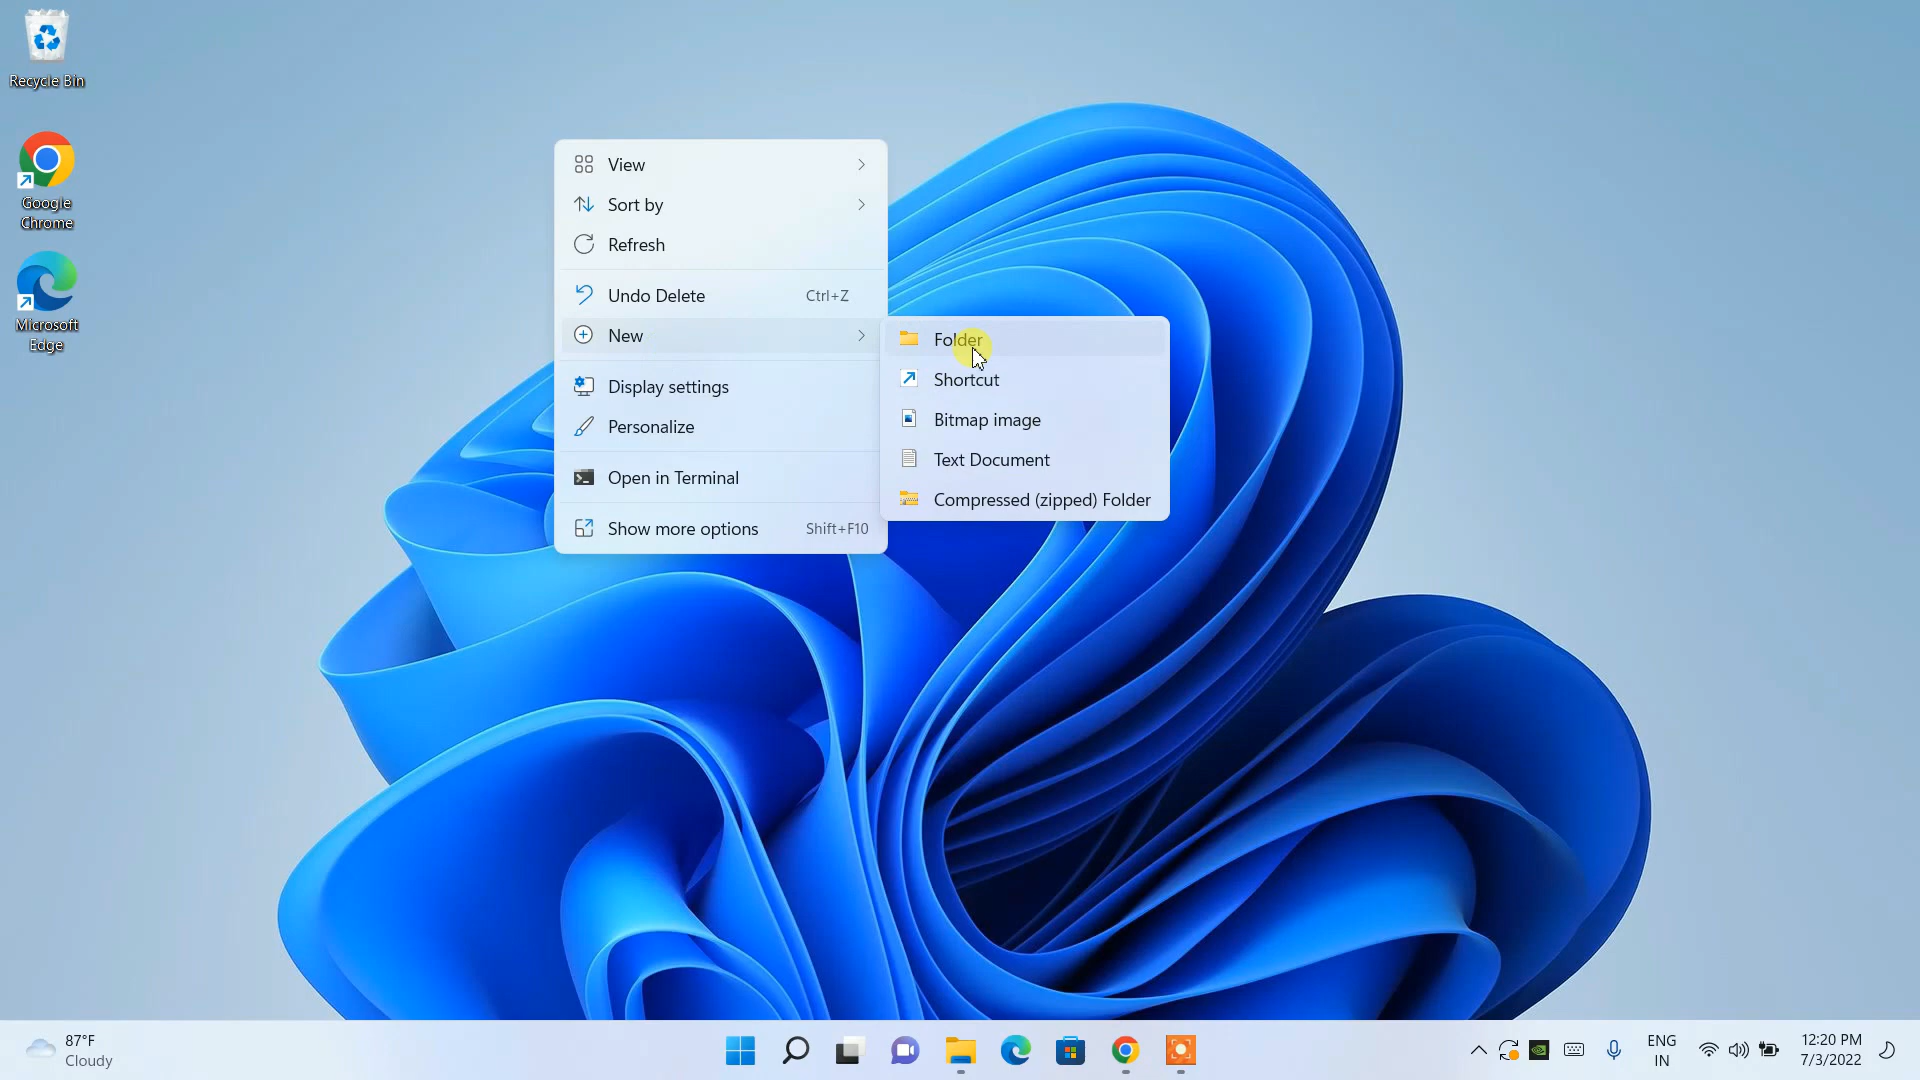 Recycle Bin
Google
Chrome
Microsoft
Edge
View
Sort by
Refresh
Undo Delete Ctrl+Z
New
Display settings
Personalize
Open in Terminal
Show more options Shift+F10
Folder
Shortcut
Bitmap image
Text Document
Compressed (zipped) Folder
87°F
Cloudy
ENG
IN
12:20 PM
7/3/2022